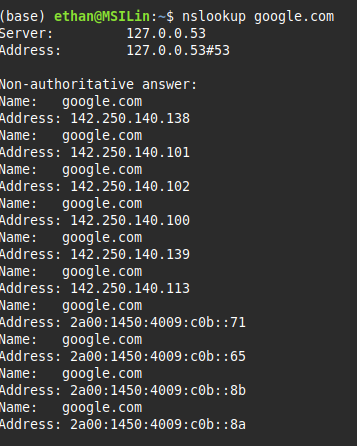 (base) ethan@MSILin:~$ nslookup google.com
Server:         127.0.0.53
Address:        127.0.0.53#53

Non-authoritative answer:
Name:   google.com
Address: 142.250.140.138
Name:   google.com
Address: 142.250.140.101
Name:   google.com
Address: 142.250.140.102
Name:   google.com
Address: 142.250.140.100
Name:   google.com
Address: 142.250.140.139
Name:   google.com
Address: 142.250.140.113
Name:   google.com
Address: 2a00:1450:4009:c0b::71
Name:   google.com
Address: 2a00:1450:4009:c0b::65
Name:   google.com
Address: 2a00:1450:4009:c0b::8b
Name:   google.com
Address: 2a00:1450:4009:c0b::8a